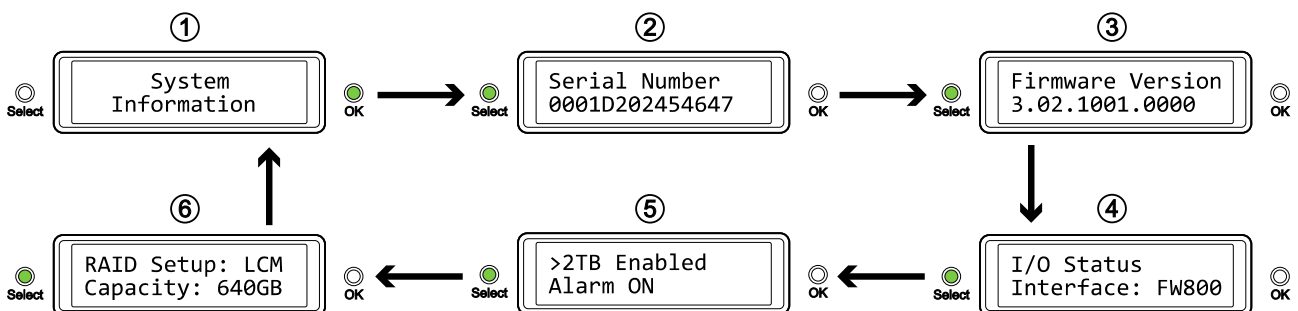 ①
System
Information
Select
OK
②
Serial Number
0001D202454647
Select
OK
③
Firmware Version
3.02.1001.0000
Select
OK
④
I/O Status
Interface: FW800
Select
OK
⑤
>2TB Enabled
Alarm ON
Select
OK
⑥
RAID Setup: LCM
Capacity: 640GB
Select
OK